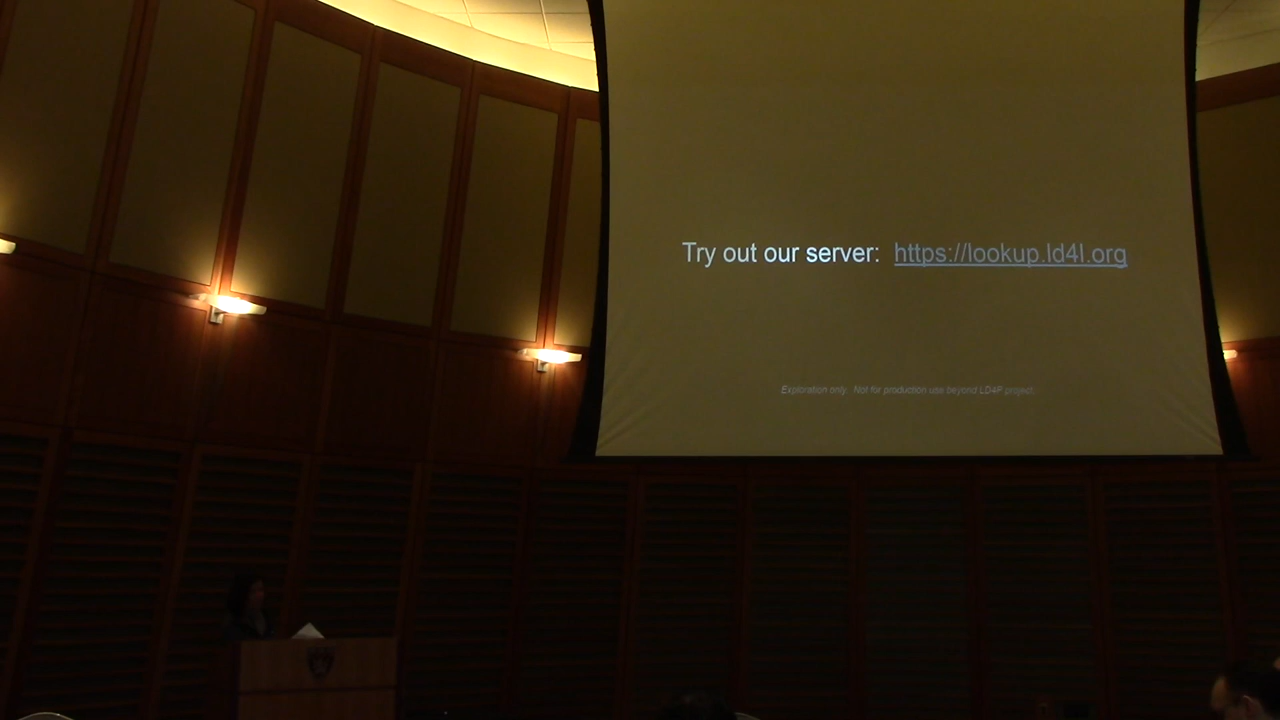 Try out our server: https://lookup.ld4l.org
Exploration only. Not for production use beyond LD4P project.